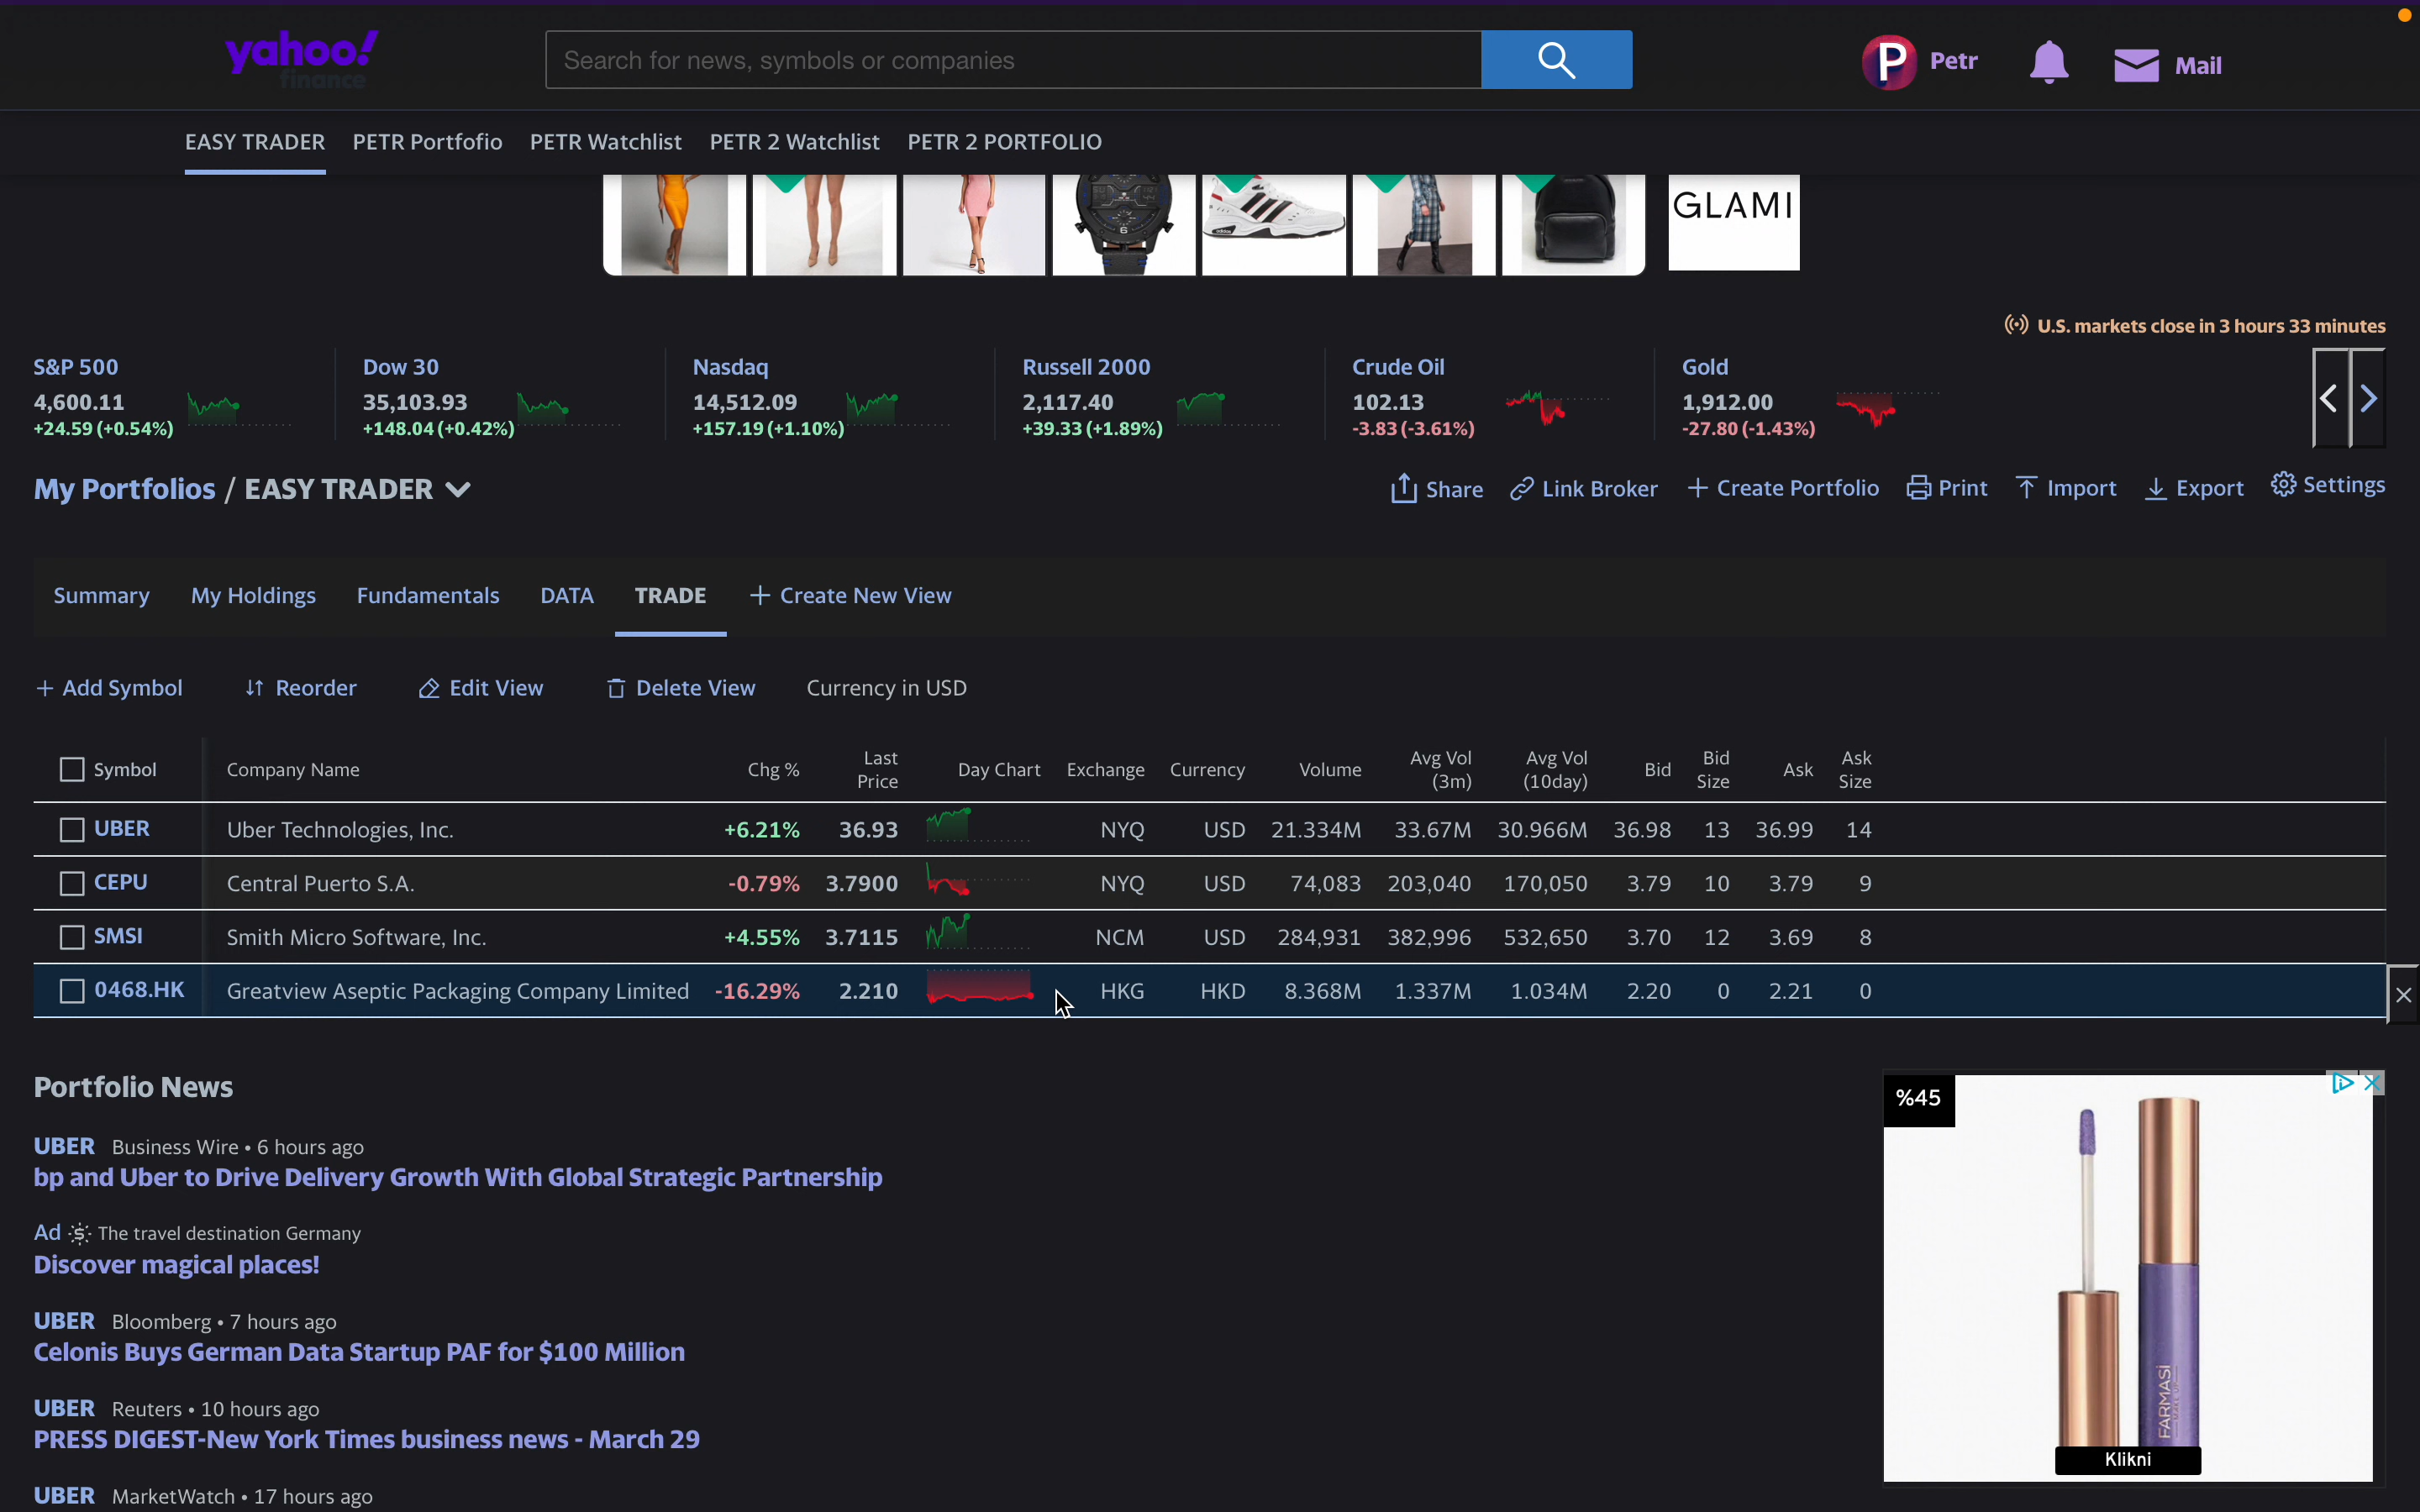 yahoo!
finance
Search for news, symbols or companies
P Petr
Mail
EASY TRADER PETR Portfofio PETR Watchlist PETR 2 Watchlist PETR 2 PORTFOLIO
GLAMI
U.S. markets close in 3 hours 33 minutes
S&P 500 Dow 30 Nasdaq Russell 2000 Crude Oil Gold
4,600.11 35,103.93 14,512.09 2,117.40 102.13 1,912.00
+24.59 (+0.54%) +148.04 (+0.42%) +157.19 (+1.10%) +39.33 (+1.89%) -3.83 (-3.61%) -27.80 (-1.43%)
My Portfolios / EASY TRADER Share Link Broker + Create Portfolio Print Import Export Settings
Summary My Holdings Fundamentals DATA TRADE + Create New View
+ Add Symbol Reorder Edit View Delete View Currency in USD
Symbol Company Name Chg % Last Price Day Chart Exchange Currency Volume Avg Vol (3m) Avg Vol (10day) Bid Bid Size Ask Ask Size
UBER Uber Technologies, Inc. +6.21% 36.93 NYQ USD 21.334M 33.67M 30.966M 36.98 13 36.99 14
CEPU Central Puerto S.A. -0.79% 3.7900 NYQ USD 74,083 203,040 170,050 3.79 10 3.79 9
SMSI Smith Micro Software, Inc. +4.55% 3.7115 NCM USD 284,931 382,996 532,650 3.70 12 3.69 8
0468.HK Greatview Aseptic Packaging Company Limited -16.29% 2.210 HKG HKD 8.368M 1.337M 1.034M 2.20 0 2.21 0
Portfolio News
UBER Business Wire • 6 hours ago
bp and Uber to Drive Delivery Growth With Global Strategic Partnership
Ad The travel destination Germany
Discover magical places!
UBER Bloomberg • 7 hours ago
Celonis Buys German Data Startup PAF for $100 Million
UBER Reuters • 10 hours ago
PRESS DIGEST-New York Times business news - March 29
UBER MarketWatch • 17 hours ago
%45
FARMASİ
Klikni